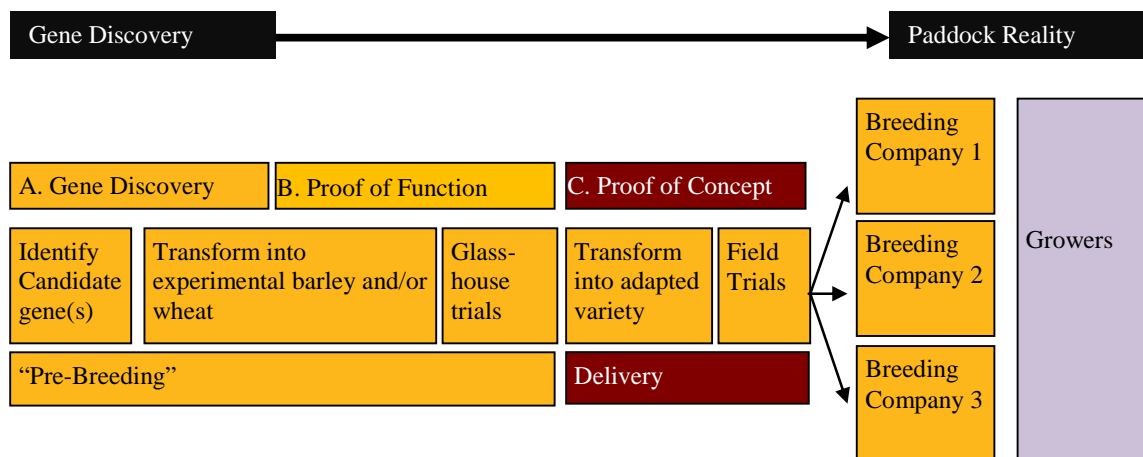 Gene Discovery
Paddock Reality
A. Gene Discovery
B. Proof of Function
C. Proof of Concept
Identify
Candidate
gene(s)
Transform into
experimental barley and/or
wheat
Glass-
house
trials
Transform
into adapted
variety
Field
Trials
“Pre-Breeding”
Delivery
Breeding
Company 1
Breeding
Company 2
Breeding
Company 3
Growers